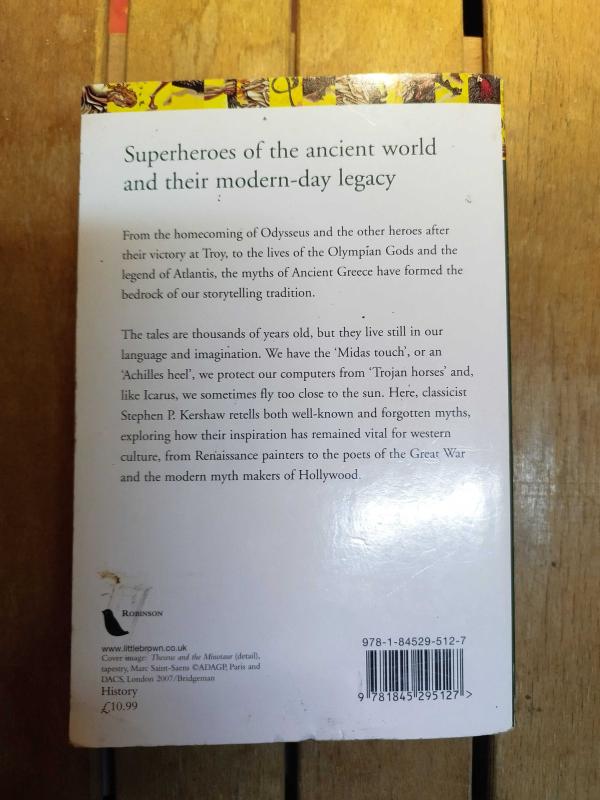 Superheroes of the ancient world
and their modern-day legacy
From the homecoming of Odysseus and the other heroes after
their victory at Troy, to the lives of the Olympian Gods and the
legend of Atlantis, the myths of Ancient Greece have formed the
bedrock of our storytelling tradition.
The tales are thousands of years old, but they live still in our
language and imagination. We have the ‘Midas touch’, or an
‘Achilles heel’, we protect our computers from ‘Trojan horses’ and,
like Icarus, we sometimes fly too close to the sun. Here, classicist
Stephen P. Kershaw retells both well-known and forgotten myths,
exploring how their inspiration has remained vital for western
culture, from Renaissance painters to the poets of the Great War
and the modern myth makers of Hollywood.
ROBINSON
www.littlebrown.co.uk
Cover image: Theseus and the Minotaur (detail),
tapestry, Marc Saint-Saens ©ADAGP, Paris and
DACS, London 2007/Bridgeman
History
£10.99
978-1-84529-512-7
9 781845 295127 >